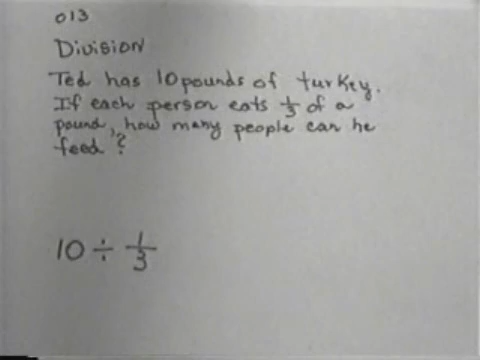 013
Division
Ted has 10 pounds of turkey.
If each person eats 1/3 of a
pound, how many people can he
feed?
10 ÷ 1/3